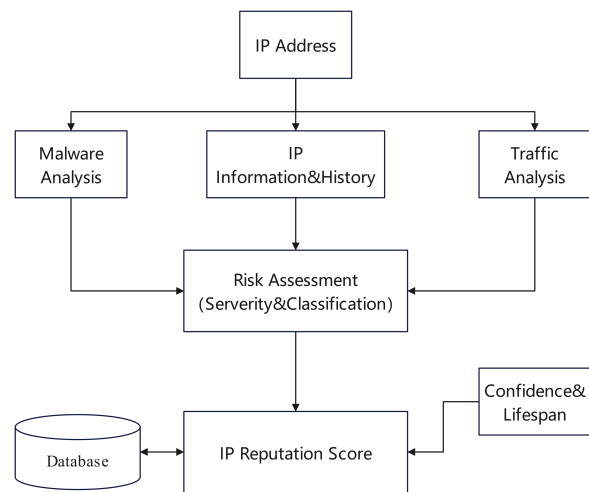 IP Address
Malware
Analysis
IP
Information&History
Traffic
Analysis
Risk Assessment
(Serverity&Classification)
Confidence&
Lifespan
Database
IP Reputation Score